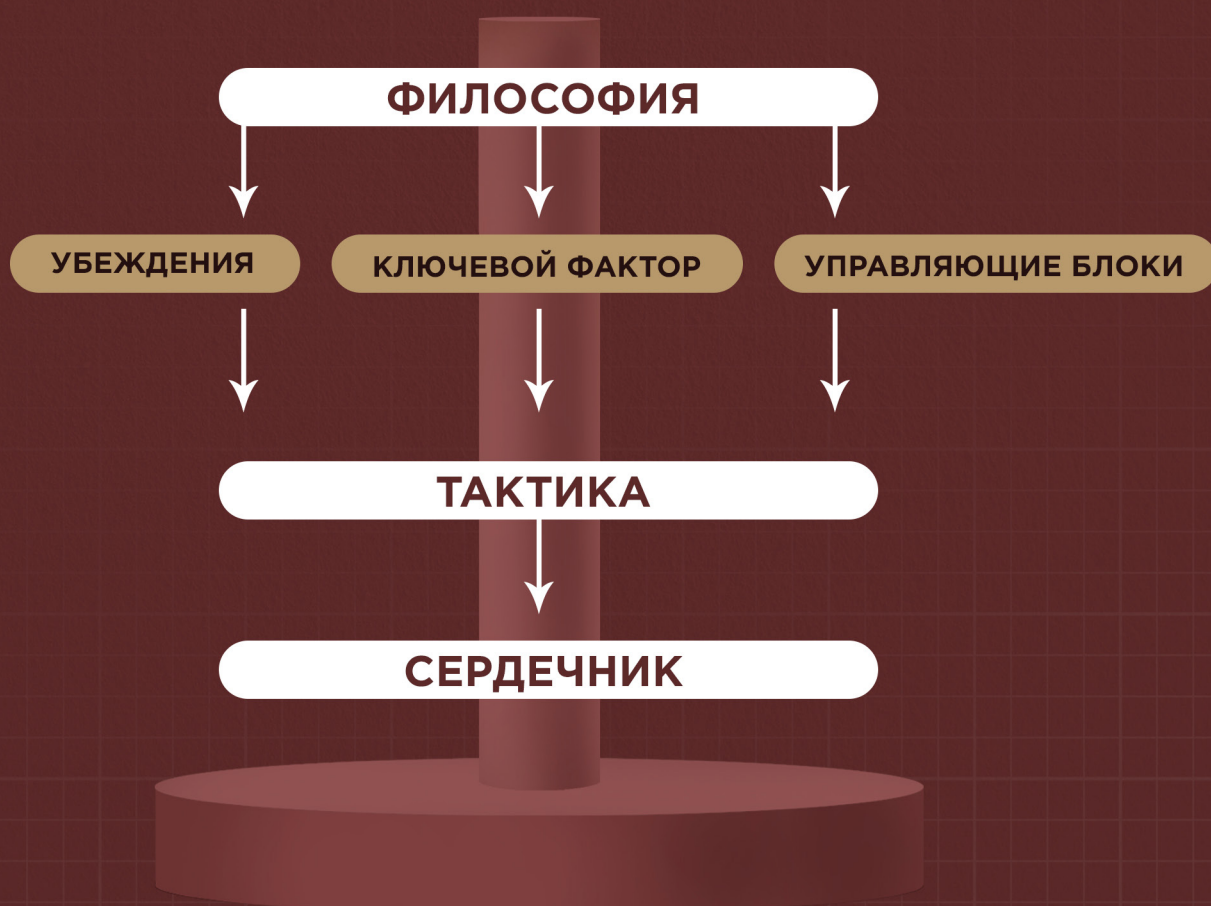 ФИЛОСОФИЯ
УБЕЖДЕНИЯ
КЛЮЧЕВОЙ ФАКТОР
УПРАВЛЯЮЩИЕ БЛОКИ
ТАКТИКА
СЕРДЕЧНИК